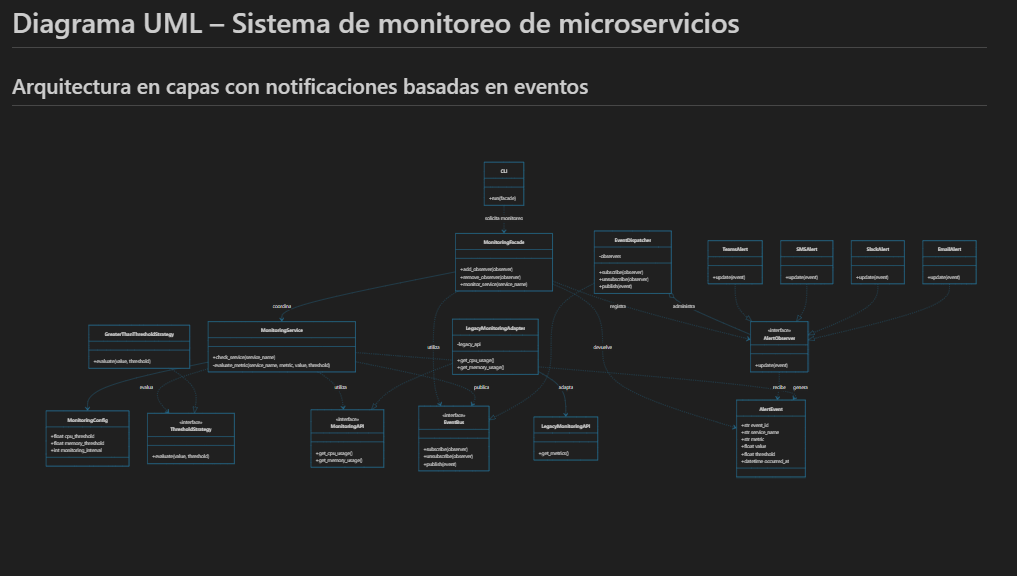 Diagrama UML – Sistema de monitoreo de microservicios
Arquitectura en capas con notificaciones basadas en eventos
CLI
+run(facade)
solicita monitoreo
MonitoringFacade
+add_observer(observer)
+remove_observer(observer)
+monitor_service(service_name)
EventDispatcher
-observers
+subscribe(observer)
+unsubscribe(observer)
+publish(event)
TeamsAlert
+update(event)
SMSAlert
+update(event)
SlackAlert
+update(event)
EmailAlert
+update(event)
coordina
registra
administra
GreaterThanThresholdStrategy
+evaluate(value, threshold)
MonitoringService
+check_service(service_name)
-evaluate_metric(service_name, metric, value, threshold)
LegacyMonitoringAdapter
-legacy_api
+get_cpu_usage()
+get_memory_usage()
«interface»
AlertObserver
+update(event)
utiliza
devuelve
evalua
utiliza
publica
adapta
recibe
genera
MonitoringConfig
+float cpu_threshold
+float memory_threshold
+int monitoring_interval
«interface»
ThresholdStrategy
+evaluate(value, threshold)
«interface»
MonitoringAPI
+get_cpu_usage()
+get_memory_usage()
«interface»
EventBus
+subscribe(observer)
+unsubscribe(observer)
+publish(event)
LegacyMonitoringAPI
+get_metrics()
AlertEvent
+str event_id
+str service_name
+str metric
+float value
+float threshold
+datetime occurred_at